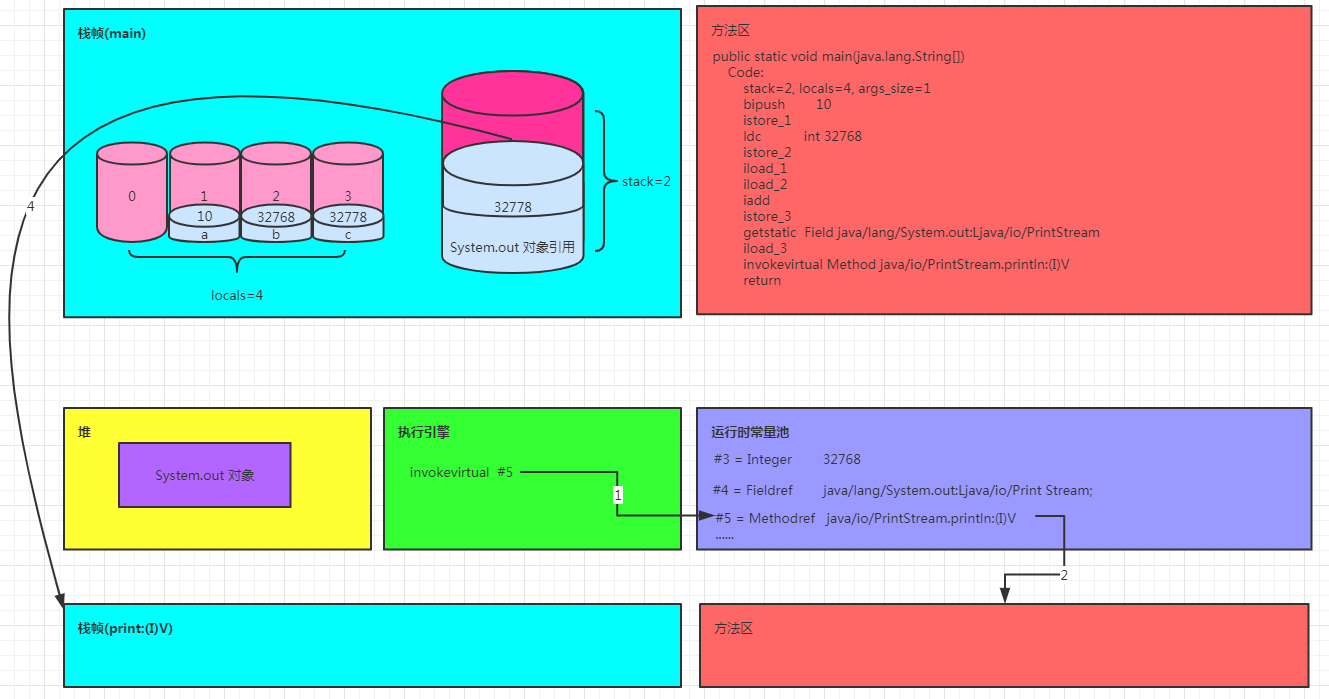 栈帧(main)
0
1
2
3
10
32768
32778
a
b
c
locals=4
32778
System.out 对象引用
stack=2
4
方法区
public static void main(java.lang.String[])
Code:
stack=2, locals=4, args_size=1
bipush 10
istore_1
ldc int 32768
istore_2
iload_1
iload_2
iadd
istore_3
getstatic Field java/lang/System.out:Ljava/io/PrintStream
iload_3
invokevirtual Method java/io/PrintStream.println:(I)V
return
堆
System.out 对象
执行引擎
invokevirtual #5
1
运行时常量池
#3 = Integer 32768
#4 = Fieldref java/lang/System.out:Ljava/io/Print Stream;
#5 = Methodref java/io/PrintStream.println:(I)V
......
2
栈帧(print:(I)V)
方法区